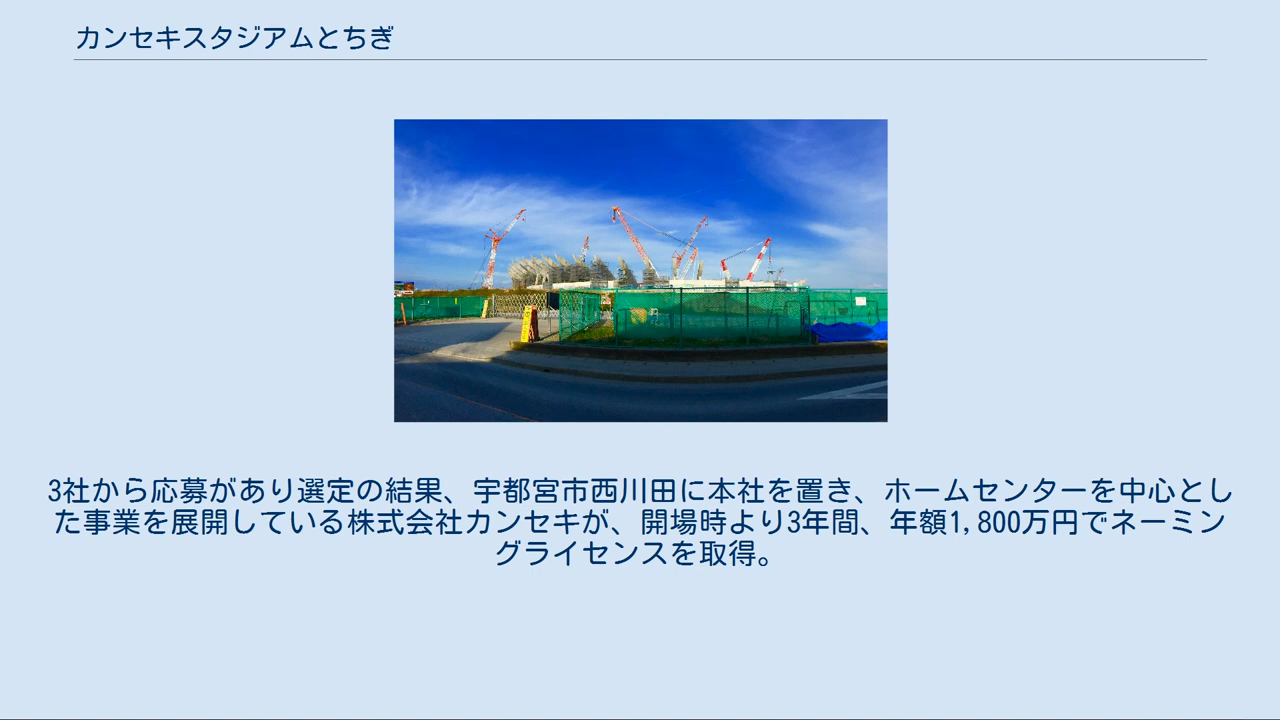 カンセキスタジアムとちぎ
3社から応募があり選定の結果、宇都宮市西川田に本社を置き、ホームセンターを中心とし
た事業を展開している株式会社カンセキが、開場時より3年間、年額1,800万円でネーミン
グライセンスを取得。